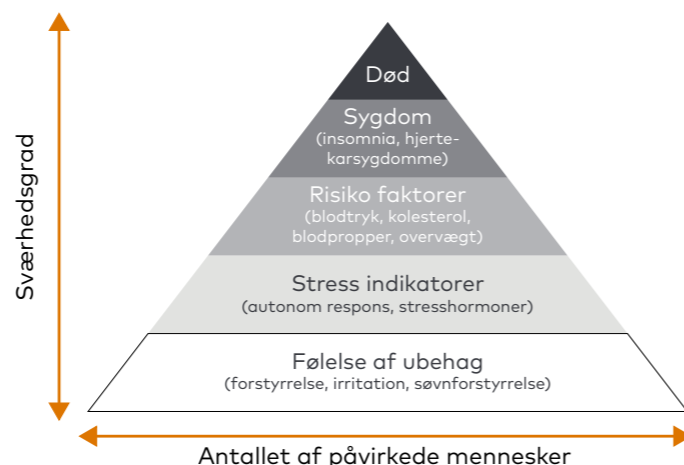 Død
Sygdom
(insomnia, hjerte-
karsygdomme)
Risiko faktorer
(blodtryk, kolesterol,
blodpropper, overvægt)
Stress indikatorer
(autonom respons, stresshormoner)
Følelse af ubehag
(forstyrrelse, irritation, søvnforstyrrelse)
Sværhedsgrad
Antallet af påvirkede mennesker